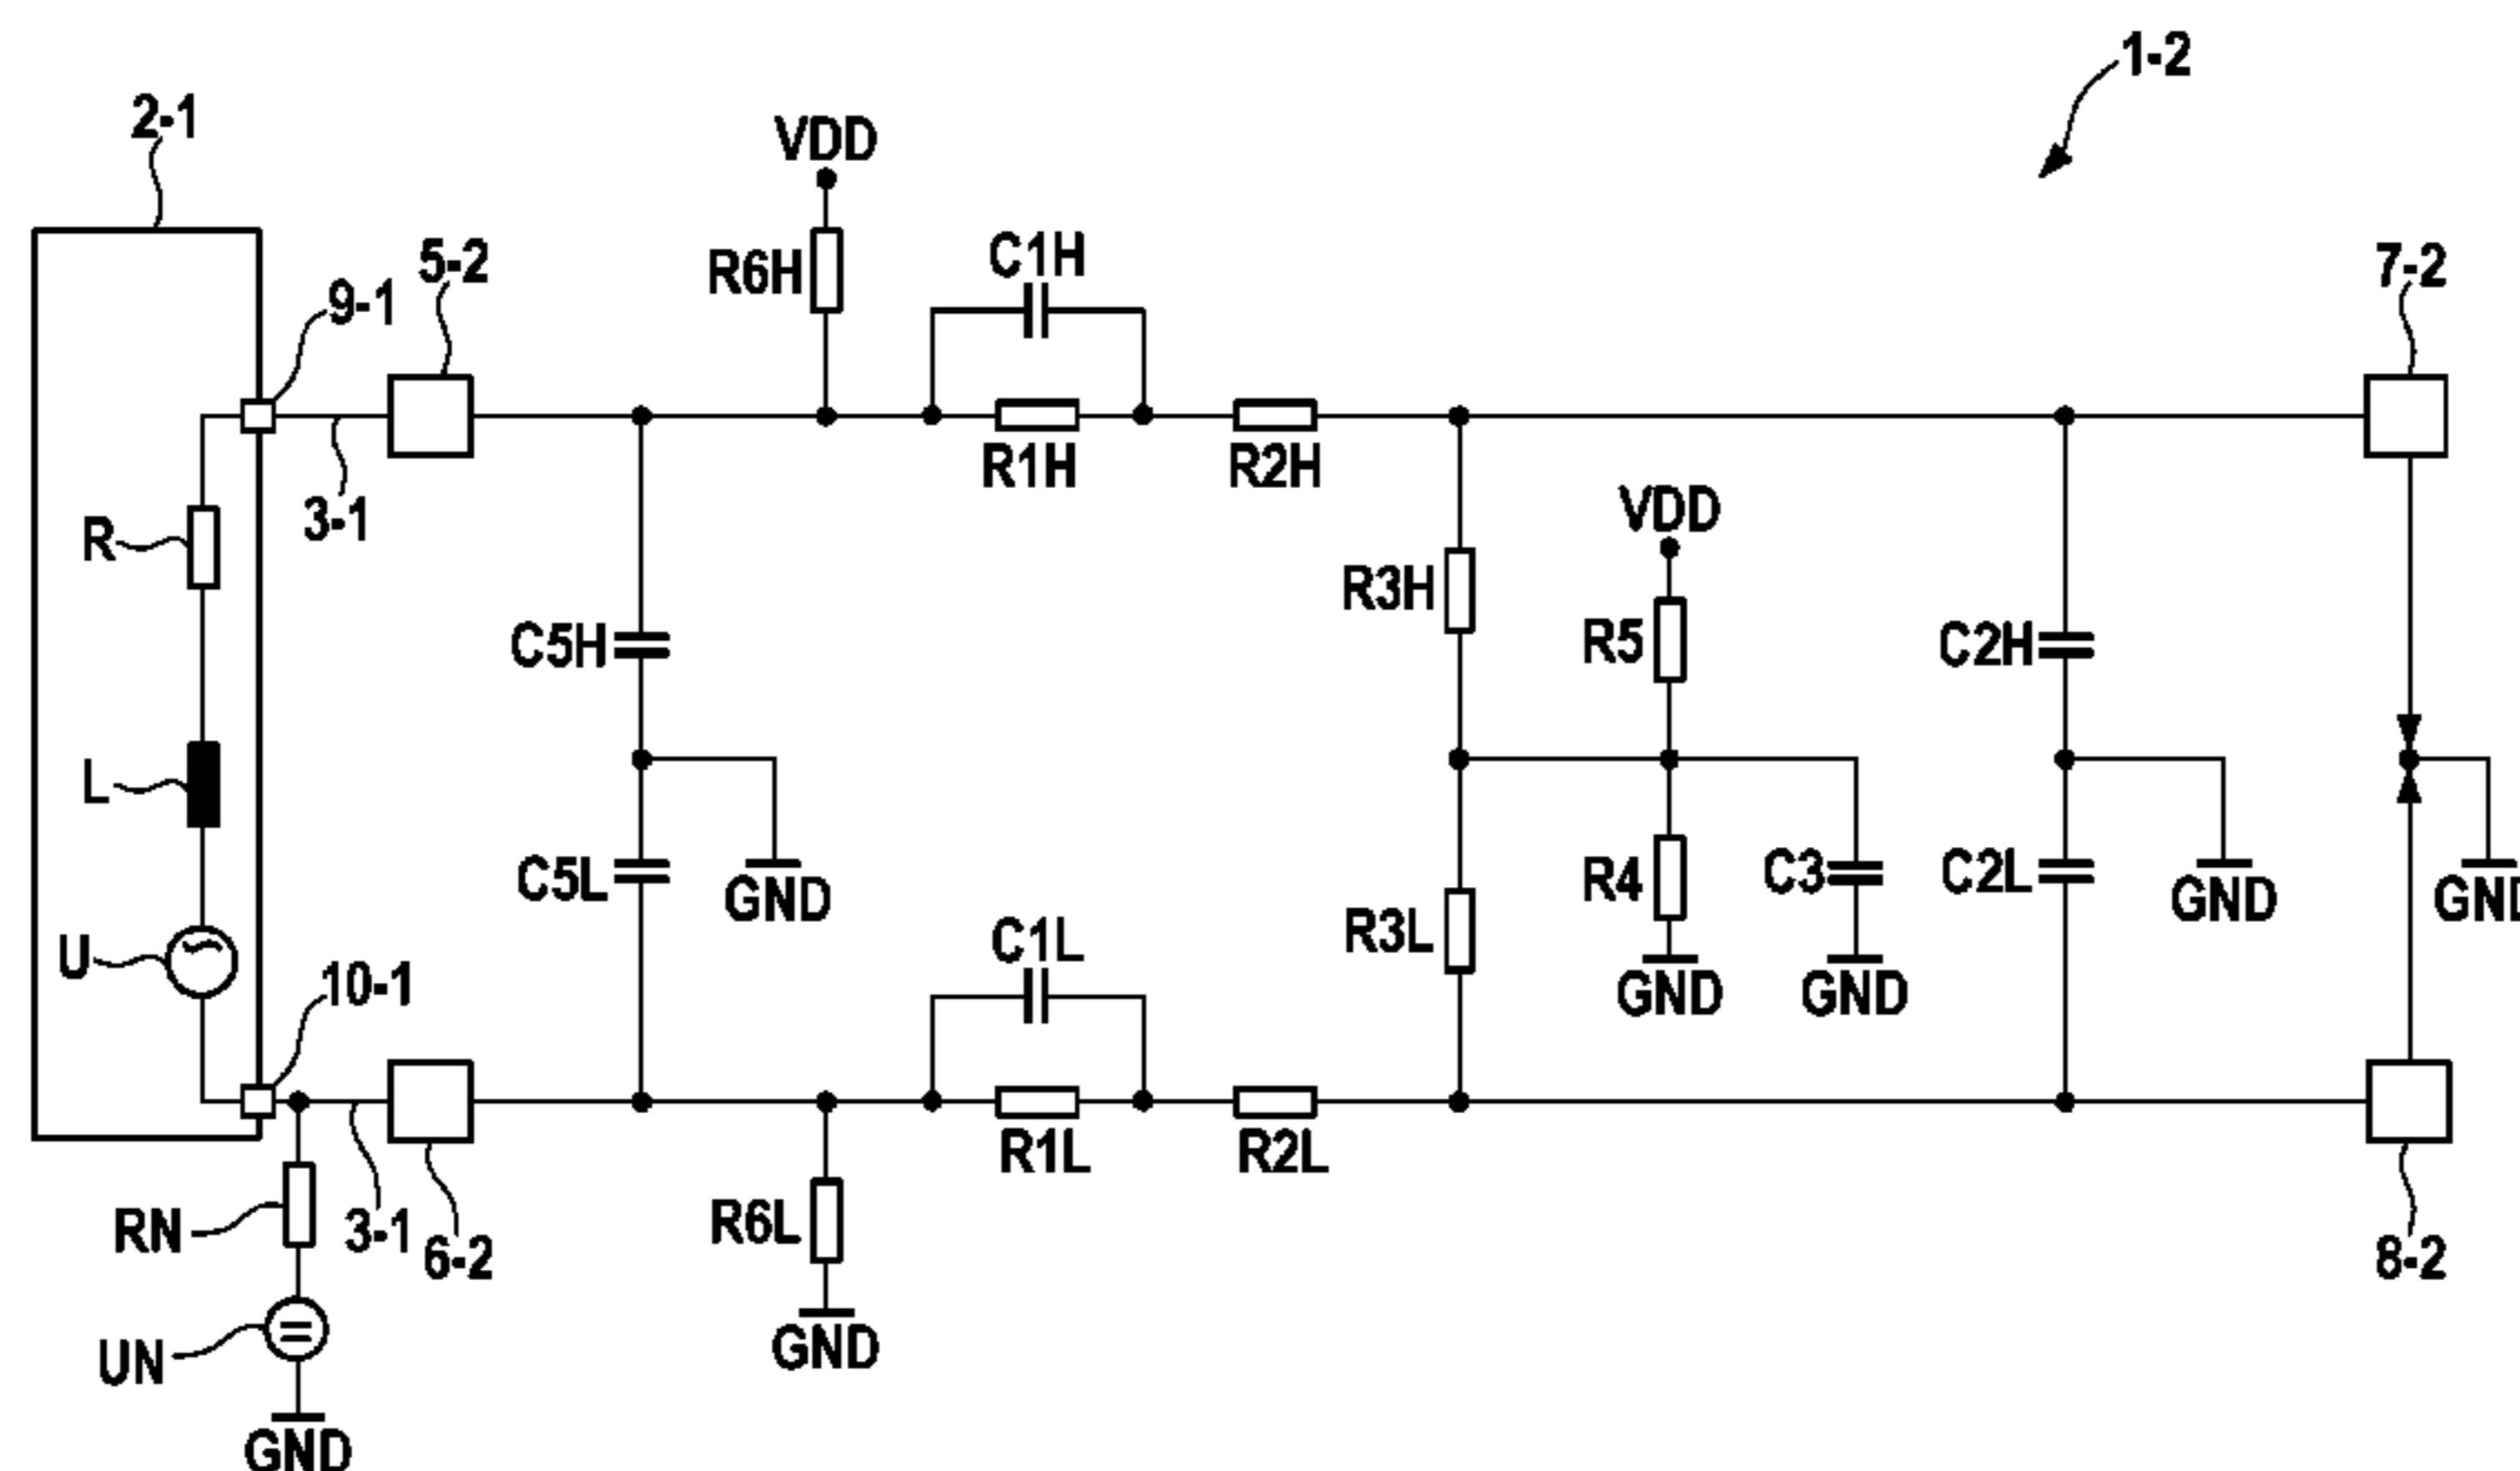 1-2
2-1
VDD
5-2
C1H
7-2
R6H
9-1
R1H
R2H
3-1
VDD
R
R3H
R5
C5H
C2H
L
C5L
GND
R4
C3
C2L
GND
GND
R3L
C1L
U
10-1
GND
GND
R1L
R2L
RN
3-1
6-2
R6L
8-2
UN
GND
GND